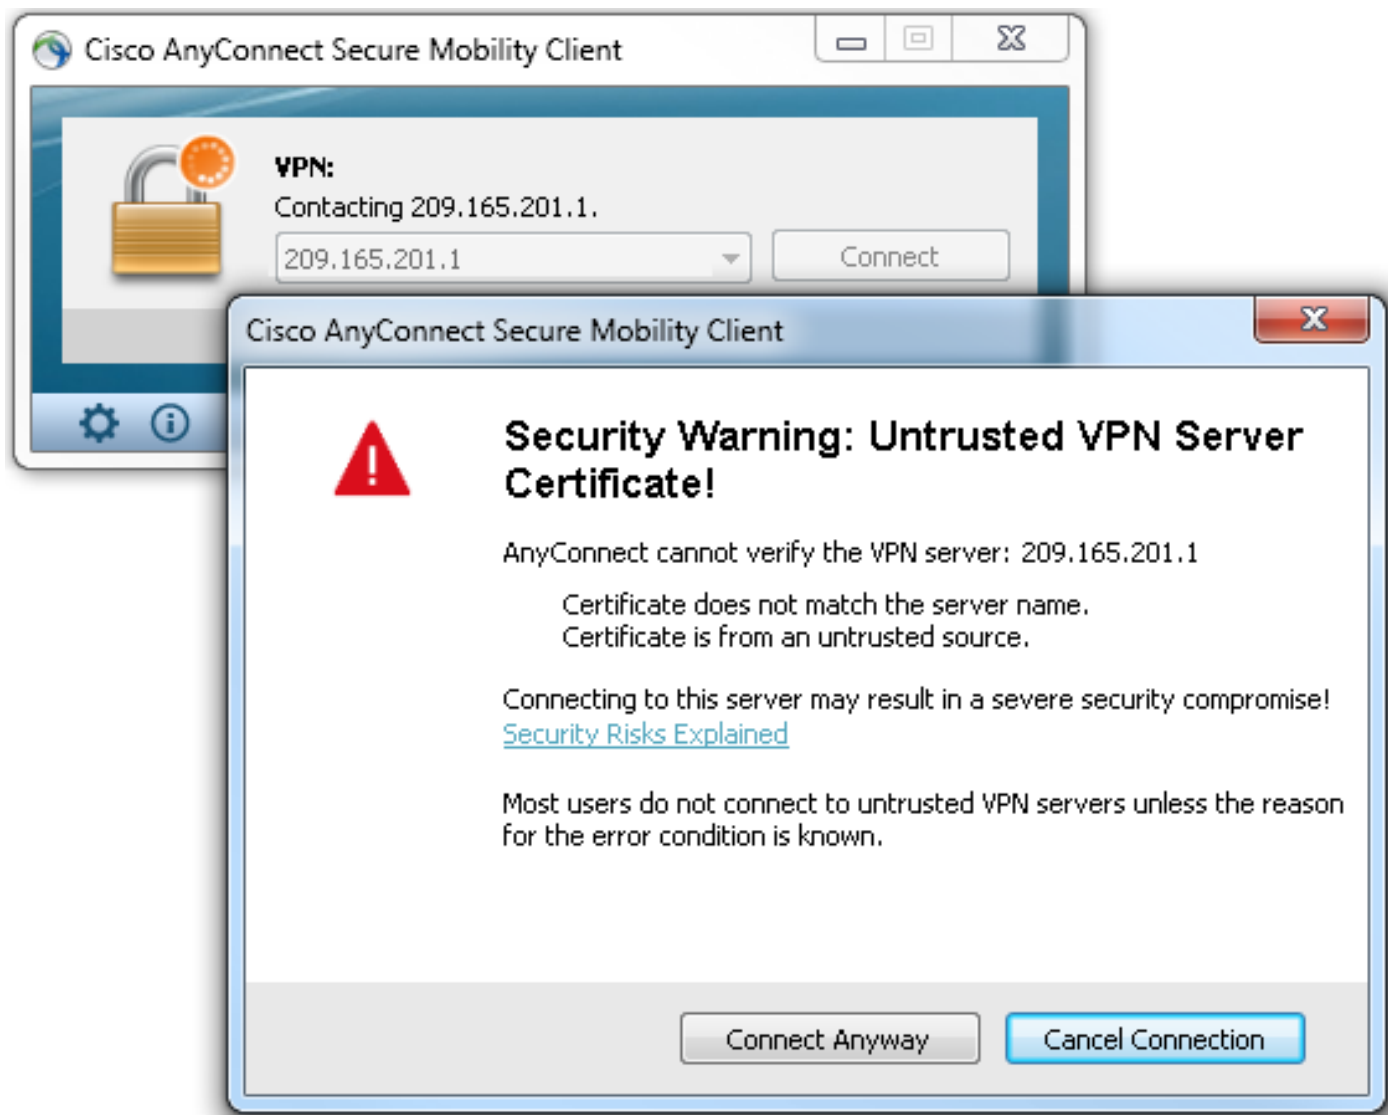 Cisco AnyConnect Secure Mobility Client
VPN:
Contacting 209.165.201.1.
209.165.201.1
Connect
Cisco AnyConnect Secure Mobility Client
Security Warning: Untrusted VPN Server
Certificate!
AnyConnect cannot verify the VPN server: 209.165.201.1
Certificate does not match the server name.
Certificate is from an untrusted source.
Connecting to this server may result in a severe security compromise!
Security Risks Explained
Most users do not connect to untrusted VPN servers unless the reason
for the error condition is known.
Connect Anyway
Cancel Connection